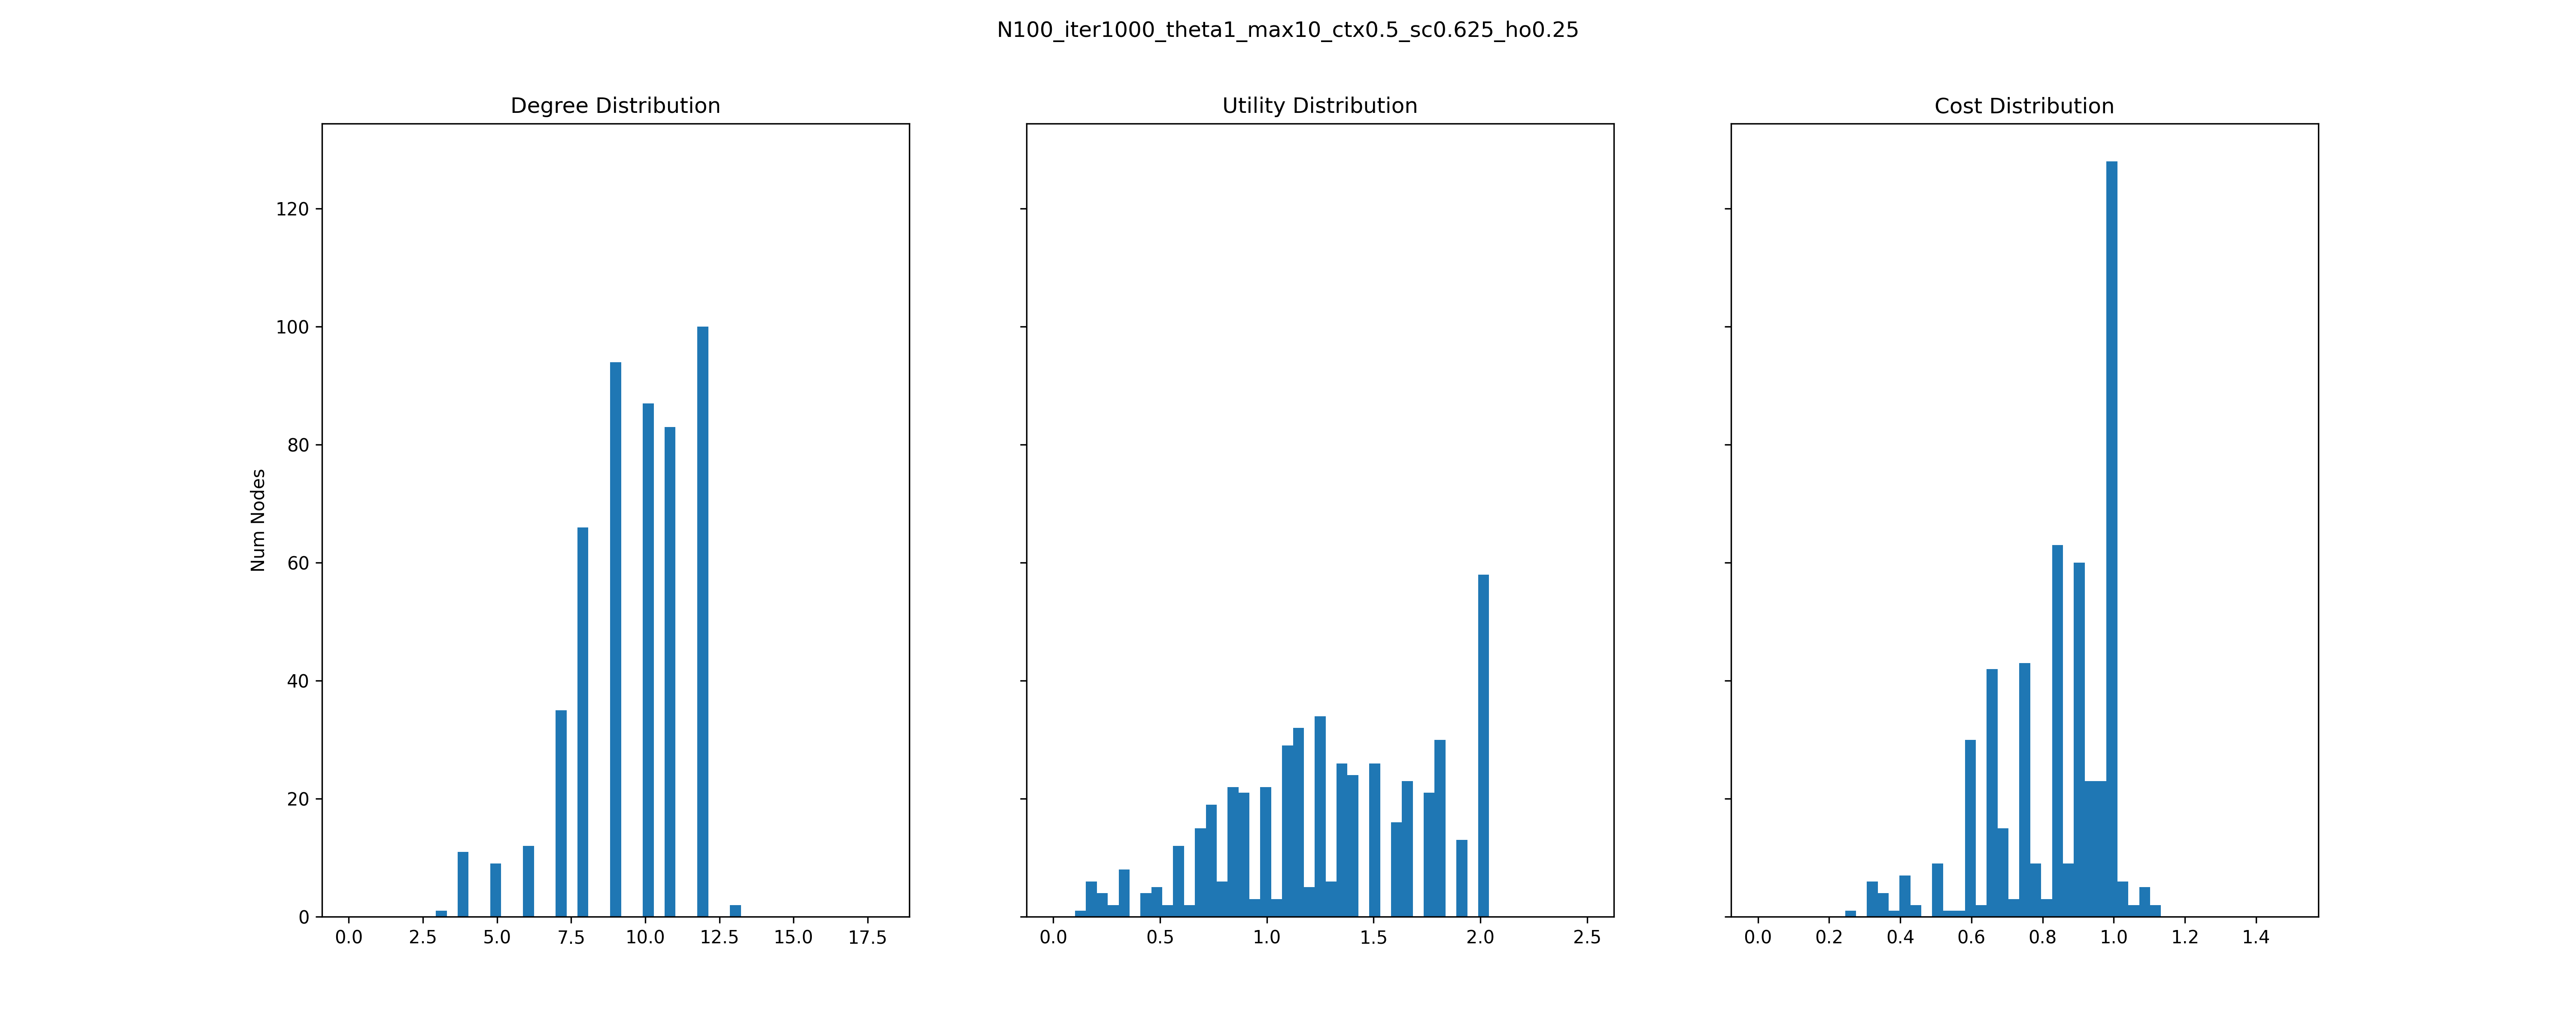 N100_iter1000_theta1_max10_ctx0.5_sc0.625_ho0.25
Degree Distribution
Utility Distribution
Cost Distribution
Num Nodes
120
100
80
60
40
20
0
0.0 2.5 5.0 7.5 10.0 12.5 15.0 17.5
0.0 0.5 1.0 1.5 2.0 2.5
0.0 0.2 0.4 0.6 0.8 1.0 1.2 1.4